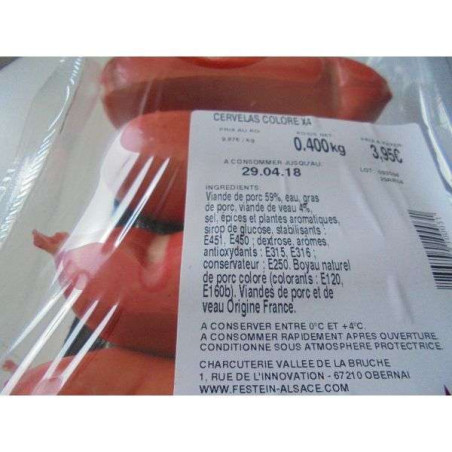 CERVELAS COLORE X4
PRIX AU KG
POIDS NET
0.400kg
3,95€
/ Kg
A CONSOMMER JUSQU'AU:
29.04.18
LOT
INGREDIENTS:
Viande de porc 59%, eau, gras
de porc, viande de veau 4%,
sel, épices et plantes aromatiques,
sirop de glucose, stabilisants :
E451, E450 ; dextrose, arômes,
antioxydants : E315, E316 ;
conservateur : E250. Boyau naturel
de porc coloré (colorants : E120,
E160b). Viandes de porc et de
veau Origine France.
A CONSERVER ENTRE 0°C ET +4°C.
A CONSOMMER RAPIDEMENT APRES OUVERTURE.
CONDITIONNE SOUS ATMOSPHERE PROTECTRICE.
CHARCUTERIE VALLEE DE LA BRUCHE
1, RUE DE L'INNOVATION - 67210 OBERNAI
WWW.FESTEIN-ALSACE.COM